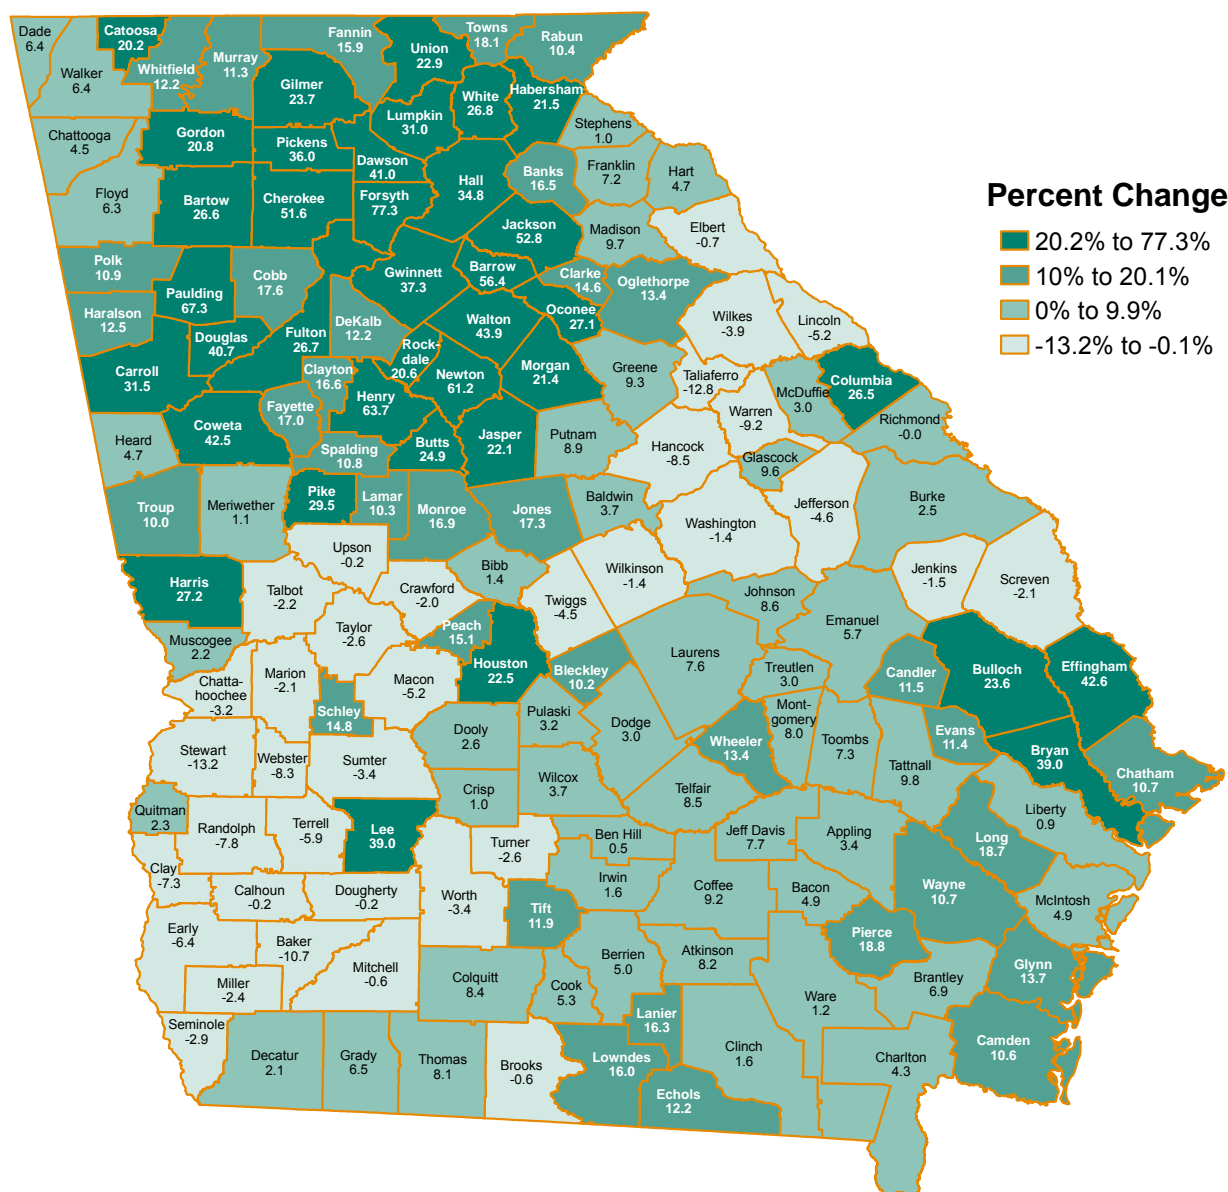 Dade
6.4
Walker
6.4
Catoosa
20.2
Whitfield
12.2
Murray
11.3
Fannin
15.9
Gilmer
23.7
Union
22.9
Towns
18.1
Rabun
10.4
White
26.8
Habersham
21.5
Lumpkin
31.0
Stephens
1.0
Chattooga
4.5
Gordon
20.8
Pickens
36.0
Dawson
41.0
Hall
34.8
Banks
16.5
Franklin
7.2
Hart
4.7
Floyd
6.3
Bartow
26.6
Cherokee
51.6
Forsyth
77.3
Jackson
52.8
Madison
9.7
Elbert
-0.7
Percent Change
20.2% to 77.3%
10% to 20.1%
0% to 9.9%
-13.2% to -0.1%
Polk
10.9
Paulding
67.3
Cobb
17.6
Gwinnett
37.3
Barrow
56.4
Clarke
14.6
Oglethorpe
13.4
Haralson
12.5
Douglas
40.7
Fulton
26.7
DeKalb
12.2
Rock-
dale
20.6
Walton
43.9
Oconee
27.1
Wilkes
-3.9
Lincoln
-5.2
Carroll
31.5
Clayton
16.6
Henry
63.7
Newton
61.2
Morgan
21.4
Greene
9.3
Taliaferro
-12.8
McDuffie
3.0
Columbia
26.5
Coweta
42.5
Fayette
17.0
Warren
-9.2
Richmond
-0.0
Heard
4.7
Spalding
10.8
Butts
24.9
Jasper
22.1
Putnam
8.9
Hancock
-8.5
Glascock
9.6
Troup
10.0
Meriwether
1.1
Pike
29.5
Lamar
10.3
Monroe
16.9
Jones
17.3
Baldwin
3.7
Washington
-1.4
Jefferson
-4.6
Burke
2.5
Upson
-0.2
Bibb
1.4
Wilkinson
-1.4
Jenkins
-1.5
Screven
-2.1
Harris
27.2
Talbot
-2.2
Crawford
-2.0
Twiggs
-4.5
Johnson
8.6
Emanuel
5.7
Muscogee
2.2
Taylor
-2.6
Peach
15.1
Houston
22.5
Bleckley
10.2
Laurens
7.6
Treutlen
3.0
Candler
11.5
Bulloch
23.6
Effingham
42.6
Chatta-
hoochee
-3.2
Marion
-2.1
Macon
-5.2
Schley
14.8
Dooly
2.6
Pulaski
3.2
Dodge
3.0
Mont-
gomery
8.0
Wheeler
13.4
Toombs
7.3
Tattnall
9.8
Evans
11.4
Bryan
39.0
Chatham
10.7
Stewart
-13.2
Webster
-8.3
Sumter
-3.4
Crisp
1.0
Wilcox
3.7
Telfair
8.5
Liberty
0.9
Quitman
2.3
Randolph
-7.8
Terrell
-5.9
Lee
39.0
Turner
-2.6
Ben Hill
0.5
Jeff Davis
7.7
Appling
3.4
Long
18.7
Clay
-7.3
Calhoun
-0.2
Dougherty
-0.2
Worth
-3.4
Tift
11.9
Irwin
1.6
Coffee
9.2
Bacon
4.9
Wayne
10.7
McIntosh
4.9
Early
-6.4
Baker
-10.7
Mitchell
-0.6
Colquitt
8.4
Cook
5.3
Berrien
5.0
Atkinson
8.2
Pierce
18.8
Brantley
6.9
Glynn
13.7
Miller
-2.4
Ware
1.2
Seminole
-2.9
Lanier
16.3
Decatur
2.1
Grady
6.5
Thomas
8.1
Brooks
-0.6
Lowndes
16.0
Echols
12.2
Clinch
1.6
Charlton
4.3
Camden
10.6